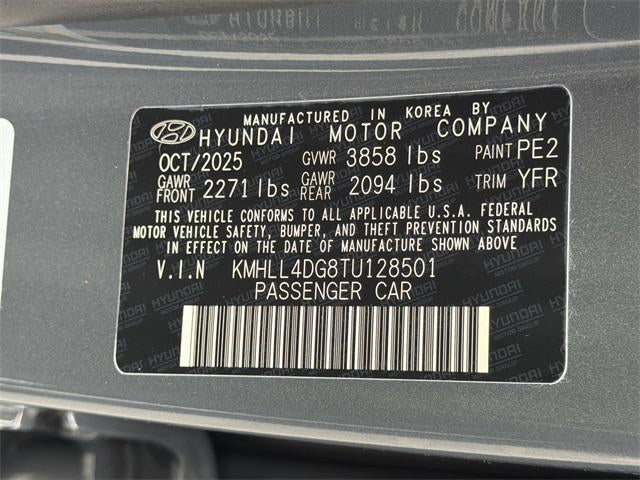 MANUFACTURED IN KOREA BY
HYUNDAI MOTOR COMPANY
OCT/2025 GVWR 3858 lbs PAINT PE2
GAWR FRONT 2271 lbs GAWR REAR 2094 lbs TRIM YFR
THIS VEHICLE CONFORMS TO ALL APPLICABLE U.S.A. FEDERAL
MOTOR VEHICLE SAFETY, BUMPER, AND THEFT PREVENTION STANDARDS
IN EFFECT ON THE DATE OF MANUFACTURE SHOWN ABOVE
V.I.N KMHLL4DG8TU128501
PASSENGER CAR